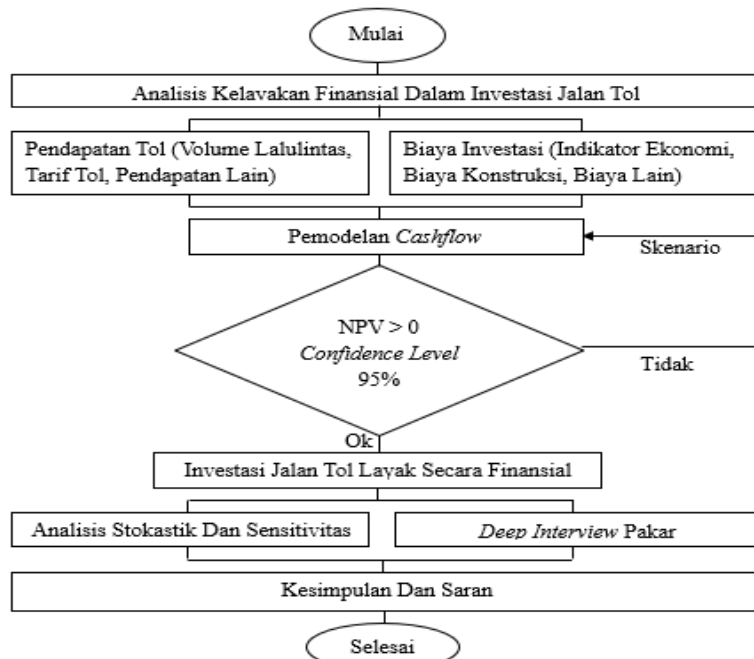 Mulai
Analisis Kelavakan Finansial Dalam Investasi Jalan Tol
Pendapatan Tol (Volume Lalulintas,
Tarif Tol, Pendapatan Lain)
Biaya Investasi (Indikator Ekonomi,
Biaya Konstruksi, Biaya Lain)
Pemodelan Cashflow
Skenario
NPV > 0
Confidence Level
95%
Tidak
Ok
Investasi Jalan Tol Layak Secara Finansial
Analisis Stokastik Dan Sensitivitas
Deep Interview Pakar
Kesimpulan Dan Saran
Selesai